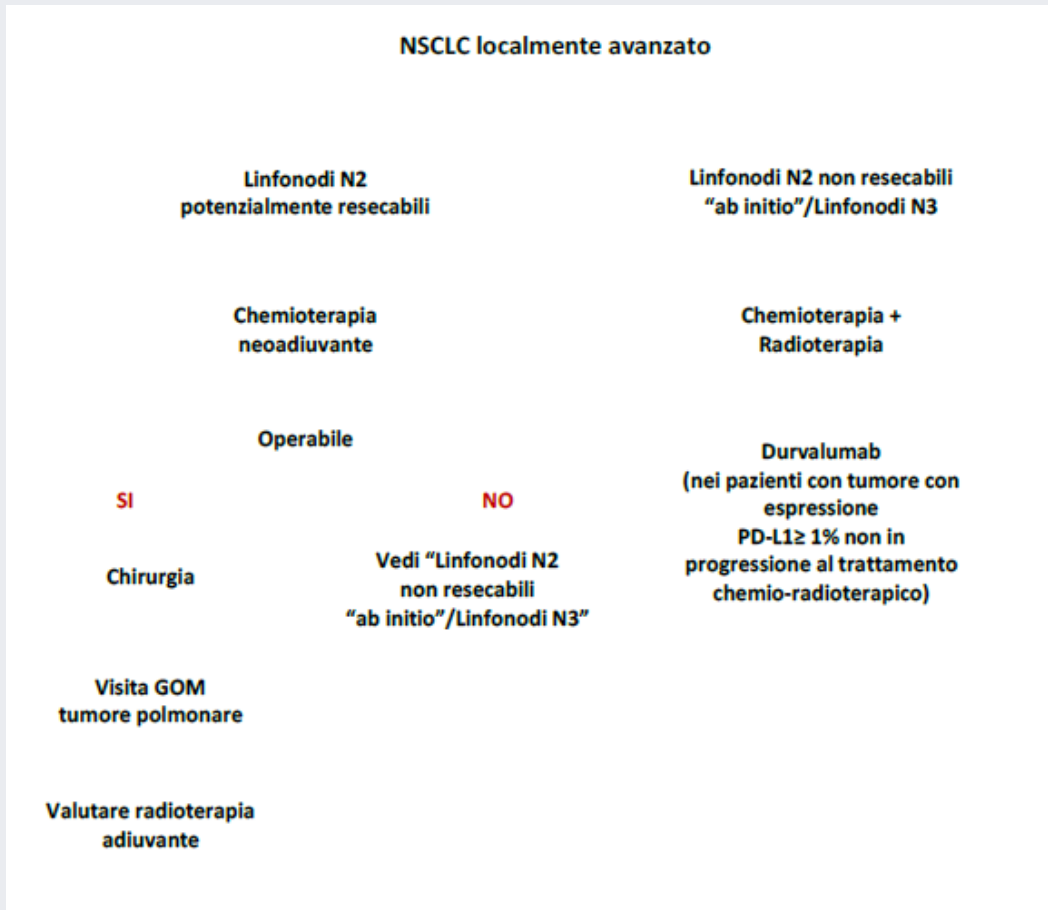 NSCLC localmente avanzato
Linfonodi N2
potenzialmente resecabili
Linfonodi N2 non resecabili
“ab initio”/Linfonodi N3
Chemioterapia
neoadiuvante
Chemioterapia +
Radioterapia
Operabile
SI
NO
Chirurgia
Vedi “Linfonodi N2
non resecabili
“ab initio”/Linfonodi N3”
Durvalumab
(nei pazienti con tumore con
espressione
PD-L1≥ 1% non in
progressione al trattamento
chemio-radioterapico)
Visita GOM
tumore polmonare
Valutare radioterapia
adiuvante